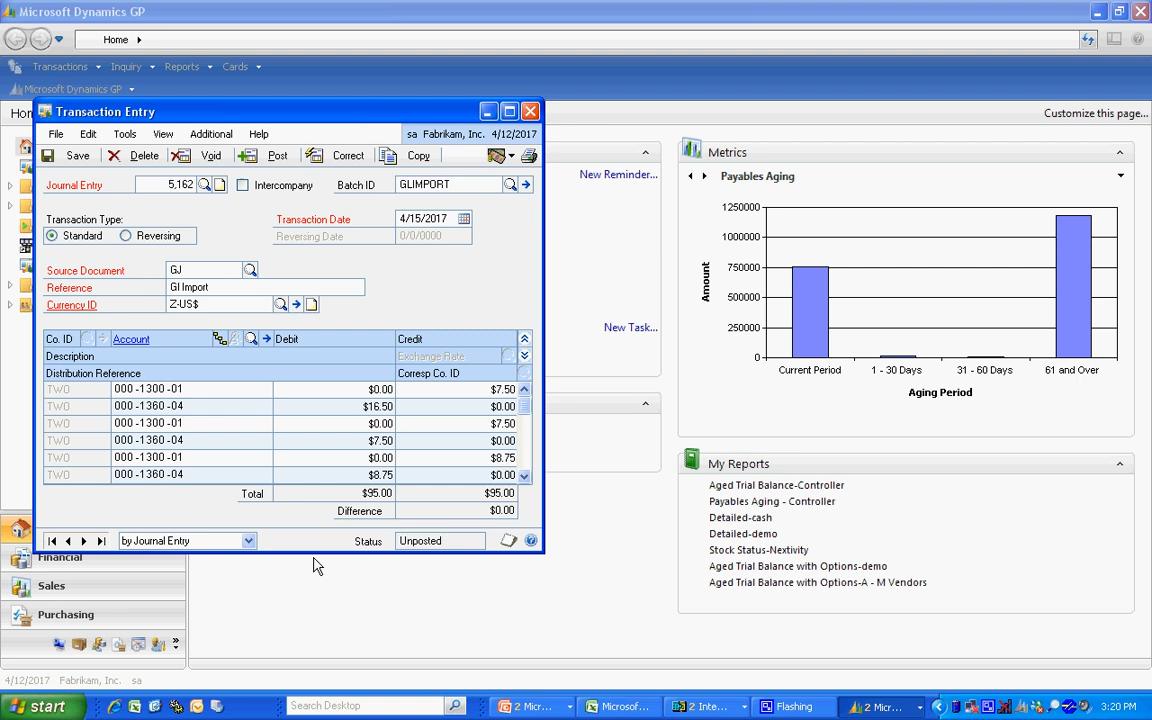 Microsoft Dynamics GP
Home
Transactions Inquiry Reports Cards
Microsoft Dynamics GP
Customize this page...
Transaction Entry
File Edit Tools View Additional Help sa Fabrikam, Inc. 4/12/2017
Save Delete Void Post Correct Copy
Journal Entry 5,162 Intercompany Batch ID GLIMPORT
Transaction Type: Transaction Date 4/15/2017
Standard Reversing Reversing Date 0/0/0000
Source Document GJ
Reference Gl Import
Currency ID Z-US$
Co. ID Account Debit Credit
Description Exchange Rate
Distribution Reference Corresp Co. ID
TWO 000 -1300 -01 $0.00 $7.50
TWO 000 -1360 -04 $16.50 $0.00
TWO 000 -1300 -01 $0.00 $7.50
TWO 000 -1360 -04 $7.50 $0.00
TWO 000 -1300 -01 $0.00 $8.75
TWO 000 -1360 -04 $8.75 $0.00
Total $95.00 $95.00
Difference $0.00
by Journal Entry Status Unposted
New Reminder...
New Task...
Metrics
Payables Aging
Amount
1250000
1000000
750000
500000
250000
0
Current Period 1 - 30 Days 31 - 60 Days 61 and Over
Aging Period
My Reports
Aged Trial Balance-Controller
Payables Aging - Controller
Detailed-cash
Detailed-demo
Stock Status-Nextivity
Aged Trial Balance with Options-demo
Aged Trial Balance with Options-A - M Vendors
Financial
Sales
Purchasing
4/12/2017 Fabrikam, Inc. sa
start Search Desktop 2 Micr... Microsof... 2 Inte... Flashing 2 Micr... 3:20 PM